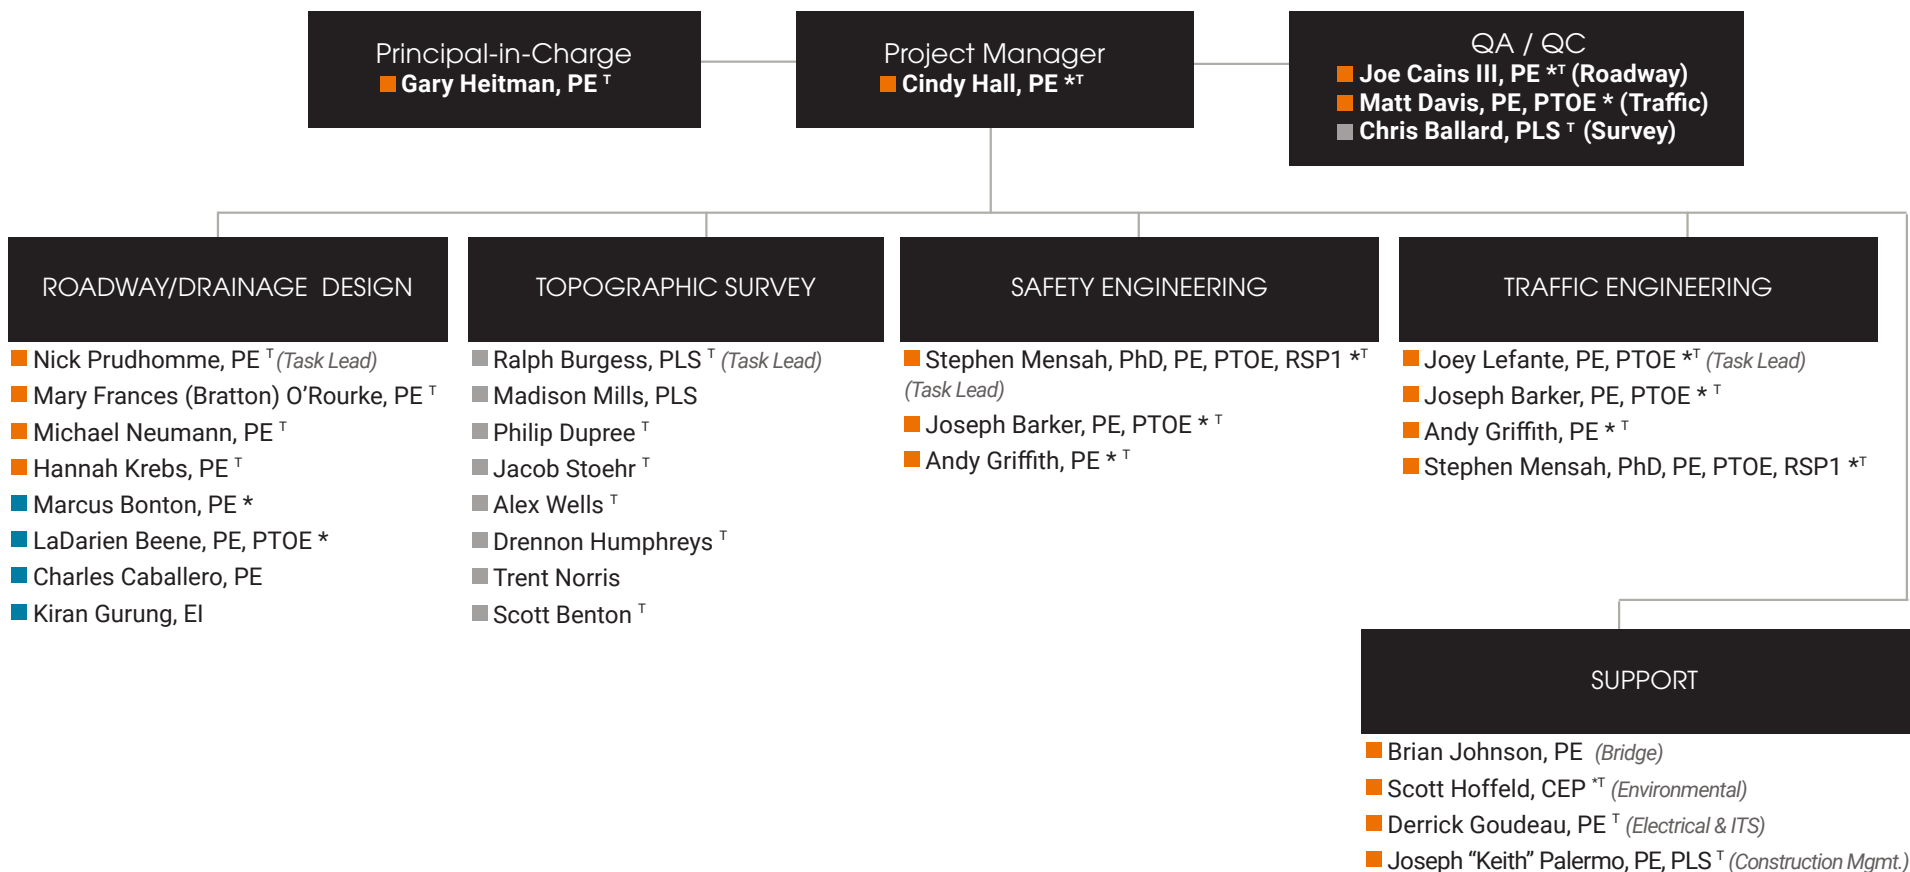 Principal-in-Charge
Gary Heitman, PE ᵀ
Project Manager
Cindy Hall, PE *ᵀ
QA / QC
Joe Cains III, PE *ᵀ (Roadway)
Matt Davis, PE, PTOE * (Traffic)
Chris Ballard, PLS ᵀ (Survey)
ROADWAY/DRAINAGE DESIGN
Nick Prudhomme, PE ᵀ (Task Lead)
Mary Frances (Bratton) O'Rourke, PE ᵀ
Michael Neumann, PE ᵀ
Hannah Krebs, PE ᵀ
Marcus Bonton, PE *
LaDarien Beene, PE, PTOE *
Charles Caballero, PE
Kiran Gurung, EI
TOPOGRAPHIC SURVEY
Ralph Burgess, PLS ᵀ (Task Lead)
Madison Mills, PLS
Philip Dupree ᵀ
Jacob Stoehr ᵀ
Alex Wells ᵀ
Drennon Humphreys ᵀ
Trent Norris
Scott Benton ᵀ
SAFETY ENGINEERING
Stephen Mensah, PhD, PE, PTOE, RSP1 *ᵀ
(Task Lead)
Joseph Barker, PE, PTOE * ᵀ
Andy Griffith, PE * ᵀ
TRAFFIC ENGINEERING
Joey Lefante, PE, PTOE *ᵀ (Task Lead)
Joseph Barker, PE, PTOE * ᵀ
Andy Griffith, PE * ᵀ
Stephen Mensah, PhD, PE, PTOE, RSP1 *ᵀ
SUPPORT
Brian Johnson, PE (Bridge)
Scott Hoffeld, CEP *ᵀ (Environmental)
Derrick Goudeau, PE ᵀ (Electrical & ITS)
Joseph “Keith” Palermo, PE, PLS ᵀ (Construction Mgmt.)